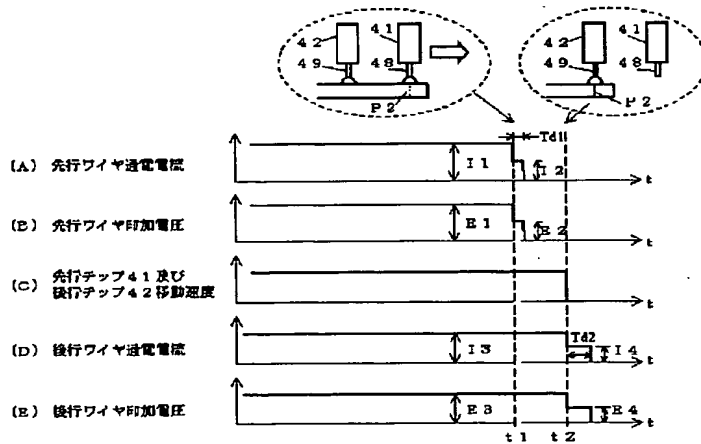 42 41
49 48
P2
42 41
49 48
P2
Td1
(A) 先行ワイヤ通電電流 I1 I2 t
(B) 先行ワイヤ印加電圧 E1 E2 t
(C) 先行チップ41及び
後行チップ42移動速度 t
(D) 後行ワイヤ通電電流 I3 Td2 I4 t
(E) 後行ワイヤ印加電圧 E3 E4 t
t1 t2